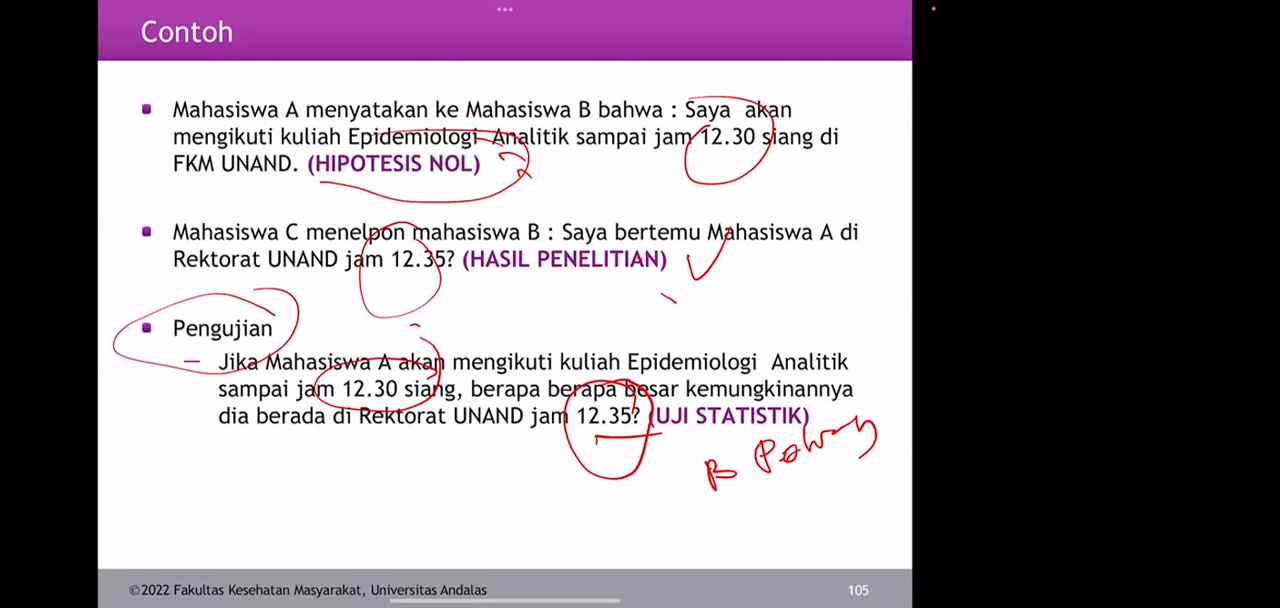 Contoh
Mahasiswa A menyatakan ke Mahasiswa B bahwa : Saya akan
mengikuti kuliah Epidemiologi Analitik sampai jam 12.30 siang di
FKM UNAND. (HIPOTESIS NOL)
Mahasiswa C menelpon mahasiswa B : Saya bertemu Mahasiswa A di
Rektorat UNAND jam 12.35? (HASIL PENELITIAN)
Pengujian
— Jika Mahasiswa A akan mengikuti kuliah Epidemiologi Analitik
sampai jam 12.30 siang, berapa berapa besar kemungkinannya
dia berada di Rektorat UNAND jam 12.35? (UJI STATISTIK)
©2022 Fakultas Kesehatan Masyarakat, Universitas Andalas
105